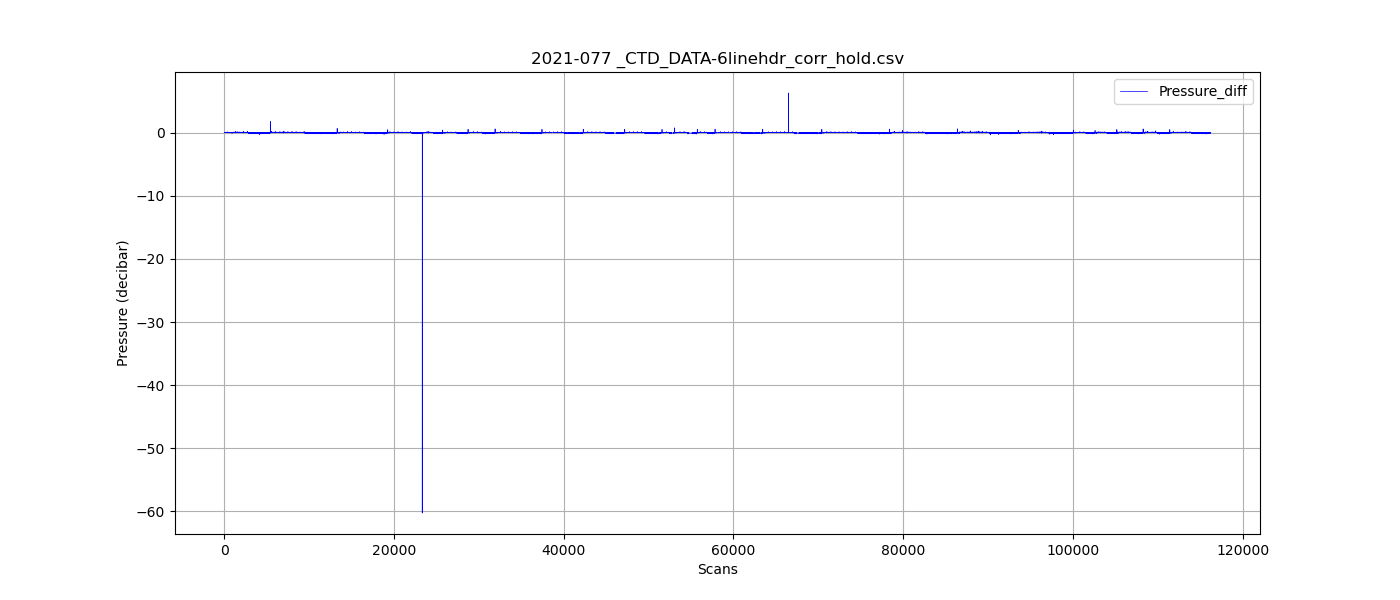 2021-077 _CTD_DATA-6linehdr_corr_hold.csv
Pressure_diff
Pressure (decibar)
0
−10
−20
−30
−40
−50
−60
0 20000 40000 60000 80000 100000 120000
Scans